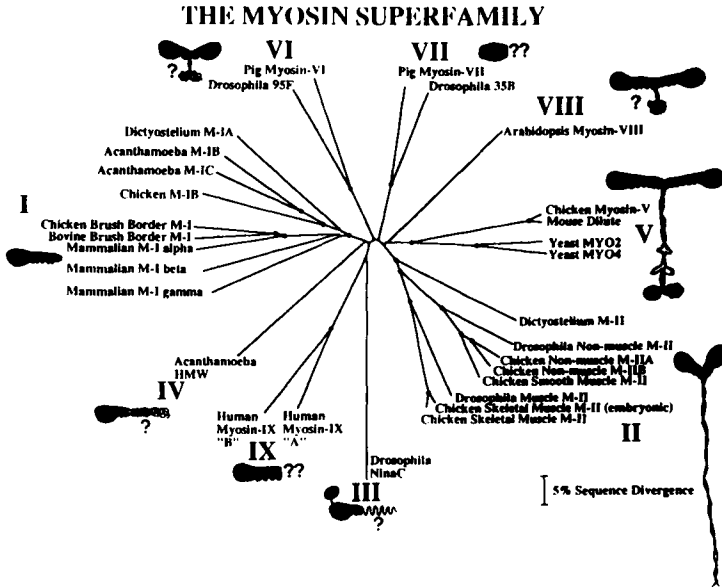 THE MYOSIN SUPERFAMILY
VI
VII
??
?
Pig Myosin-VI
Drosophila 95F
Pig Myosin-VII
Drosophila 35B
VIII
?
Arabidopsis Myosin-VIII
Dictyostelium M-IA
Acanthamoeba M-IB
Acanthamoeba M-IC
Chicken M-IB
I
Chicken Brush Border M-I
Bovine Brush Border M-I
Mammalian M-I alpha
Mammalian M-I beta
Mammalian M-I gamma
Chicken Myosin-V
Mouse Dilute
V
Yeast MYO2
Yeast MYO4
Dictyostelium M-II
Drosophila Non-muscle M-II
Chicken Non-muscle M-IIA
Chicken Non-muscle M-IIB
Chicken Smooth Muscle M-II
Drosophila Muscle M-II
Chicken Skeletal Muscle M-II (embryonic)
Chicken Skeletal Muscle M-II
II
Acanthamoeba
HMW
IV
?
Human
Myosin-IX
"B"
Human
Myosin-IX
"A"
IX
??
Drosophila
NinaC
III
?
5% Sequence Divergence